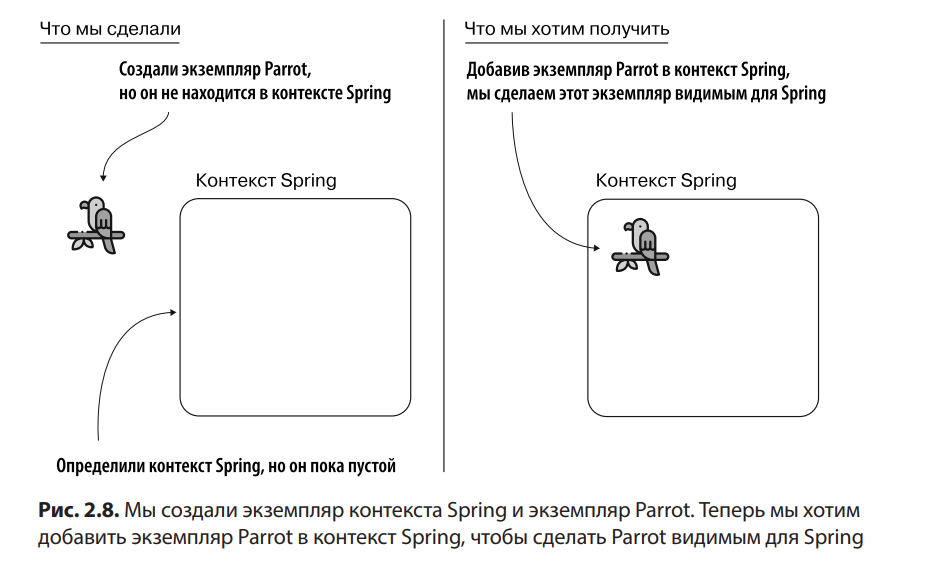 Что мы сделали
Создали экземпляр Parrot,
но он не находится в контексте Spring
Контекст Spring
Определили контекст Spring, но он пока пустой
Что мы хотим получить
Добавив экземпляр Parrot в контекст Spring,
мы сделаем этот экземпляр видимым для Spring
Контекст Spring
Рис. 2.8. Мы создали экземпляр контекста Spring и экземпляр Parrot. Теперь мы хотим
добавить экземпляр Parrot в контекст Spring, чтобы сделать Parrot видимым для Spring